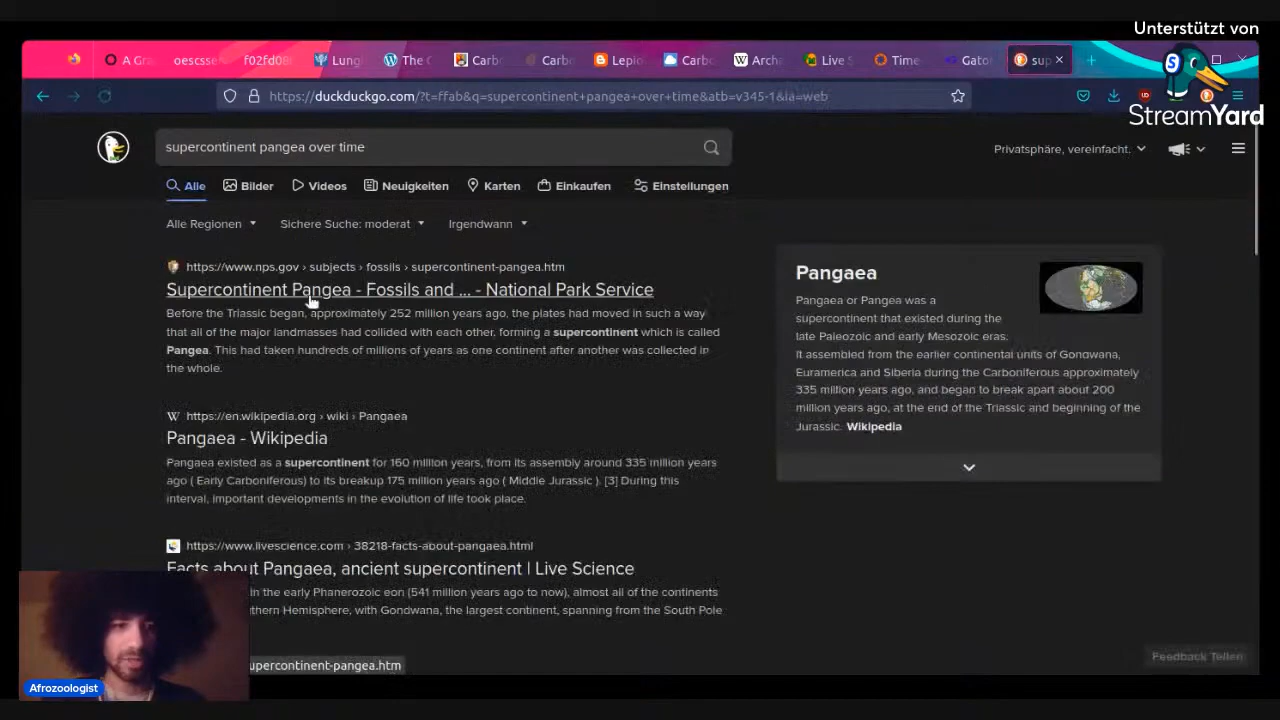 Unterstützt von
StreamYard
A Gra
oescsse
f02fd08
Lung
The C
Carbo
Carbo
Lepio
Carbo
Archa
Live S
Time
Gato
sup
https://duckduckgo.com/?t=ffab&q=supercontinent+pangea+over+time&atb=v345-1&ia=web
supercontinent pangea over time
Privatsphäre, vereinfacht.
Alle
Bilder
Videos
Neuigkeiten
Karten
Einkaufen
Einstellungen
Alle Regionen
Sichere Suche: moderat
Irgendwann
https://www.nps.gov › subjects › fossils › supercontinent-pangea.htm
Supercontinent Pangea - Fossils and ... - National Park Service
Before the Triassic began, approximately 252 million years ago, the plates had moved in such a way
that all of the major landmasses had collided with each other, forming a supercontinent which is called
Pangea. This had taken hundreds of millions of years as one continent after another was collected in
the whole.
W https://en.wikipedia.org › wiki › Pangaea
Pangaea - Wikipedia
Pangaea existed as a supercontinent for 160 million years, from its assembly around 335 million years
ago ( Early Carboniferous) to its breakup 175 million years ago ( Middle Jurassic ). [3] During this
interval, important developments in the evolution of life took place.
https://www.livescience.com › 38218-facts-about-pangaea.html
Facts about Pangaea, ancient supercontinent | Live Science
in the early Phanerozoic eon (541 million years ago to now), almost all of the continents
thern Hemisphere, with Gondwana, the largest continent, spanning from the South Pole
upercontinent-pangea.htm
Pangaea
Pangaea or Pangea was a
supercontinent that existed during the
late Paleozoic and early Mesozoic eras.
It assembled from the earlier continental units of Gondwana,
Euramerica and Siberia during the Carboniferous approximately
335 million years ago, and began to break apart about 200
million years ago, at the end of the Triassic and beginning of the
Jurassic. Wikipedia
Feedback Teilen
Afrozoologist